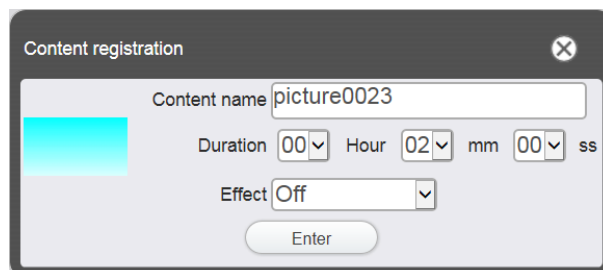 Content registration
Content name picture0023
Duration 00 Hour 02 mm 00 ss
Effect Off
Enter